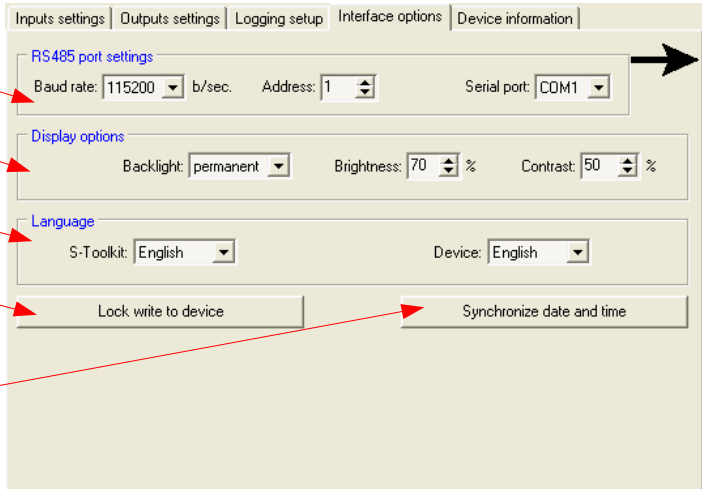 Inputs settings Outputs settings Logging setup Interface options Device information
RS485 port settings
Baud rate: 115200 b/sec. Address: 1 Serial port: COM1
Display options
Backlight: permanent Brightness: 70 % Contrast: 50 %
Language
S-Toolkit: English Device: English
Lock write to device Synchronize date and time